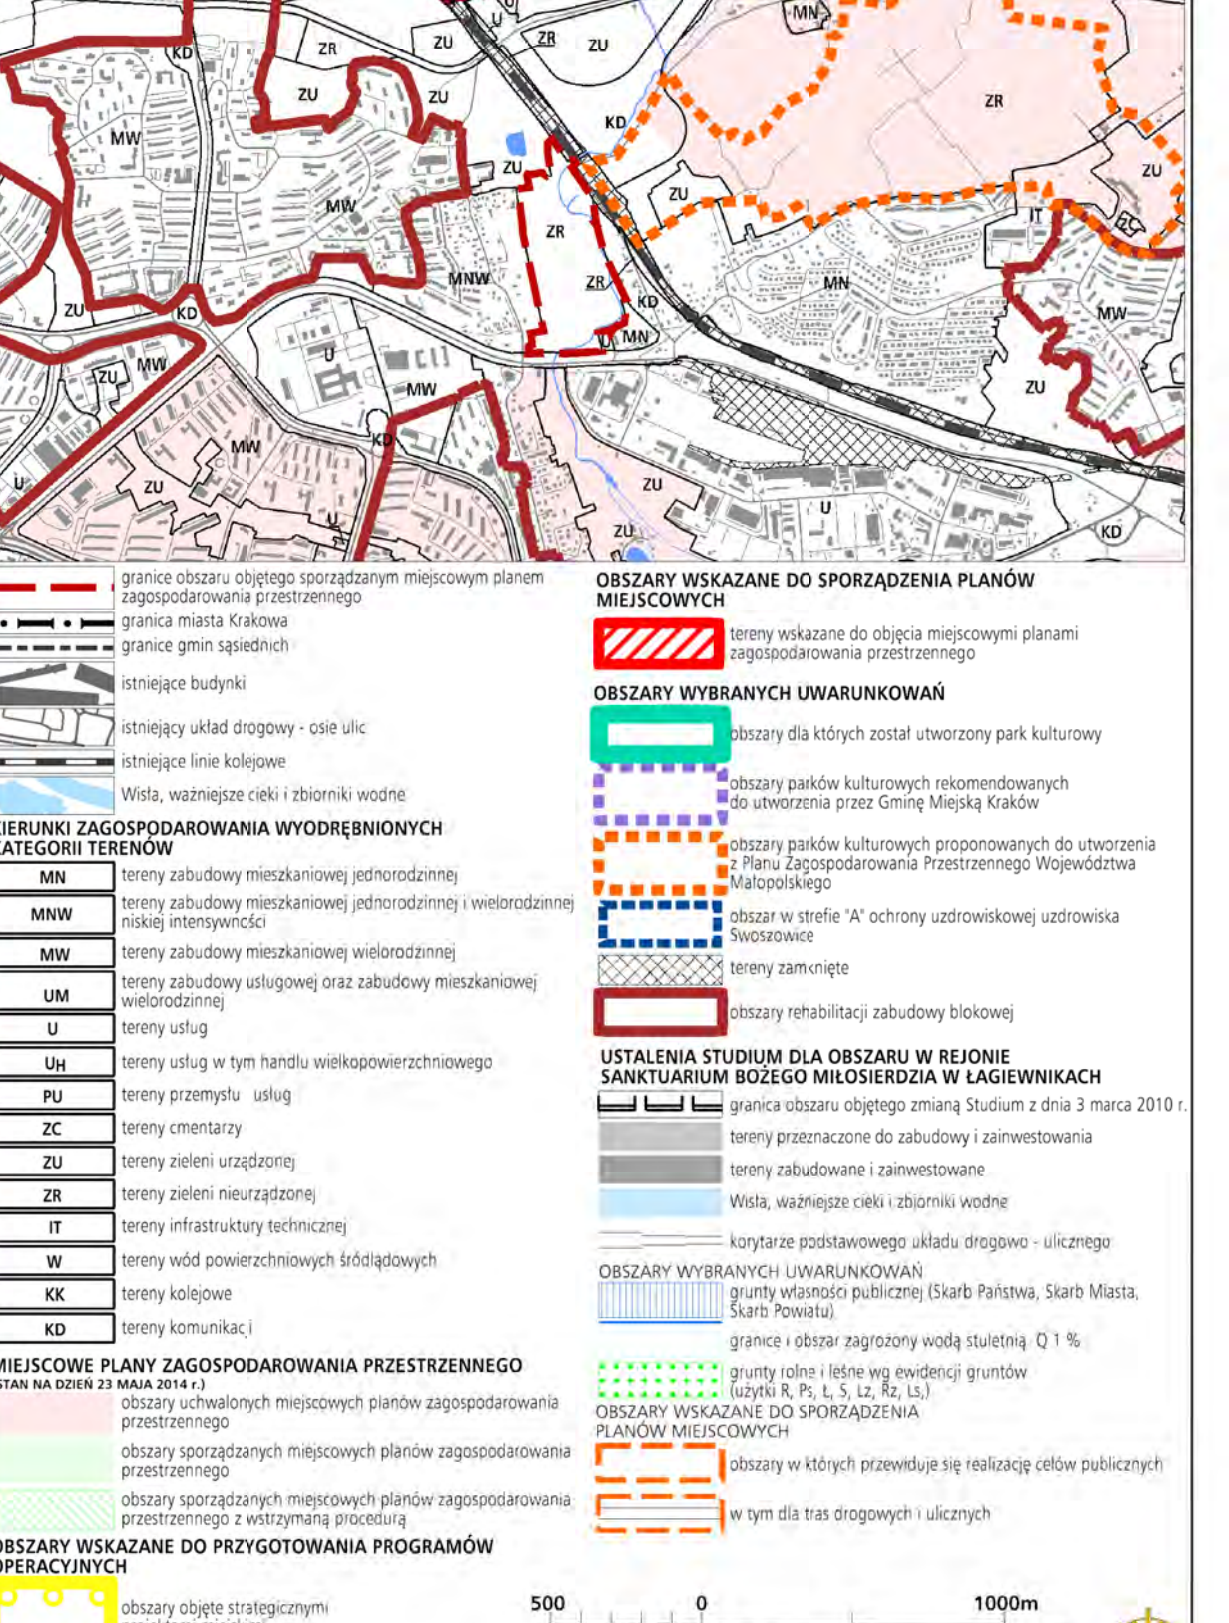 MN
U
ZR
ZU
KD
ZR
ZU
ZU
ZU
ZR
KD
MW
ZU
ZU
ZU
MW
IT
ZC
ZR
MNW
ZR
MN
KD
ZU
KD
MW
U
MN
U
MW
ZU
MW
ZU
KD
MW
U
ZU
ZU
U
U
ZU
KD
granice obszaru objętego sporządzanym miejscowym planem
zagospodarowania przestrzennego
granica miasta Krakowa
granice gmin sąsiednich
istniejące budynki
istniejący układ drogowy - osie ulic
istniejące linie kolejowe
Wisła, ważniejsze cieki i zbiorniki wodne
IERUNKI ZAGOSPODAROWANIA WYODRĘBNIONYCH
ATEGORII TERENÓW
MN tereny zabudowy mieszkaniowej jednorodzinnej
MNW tereny zabudowy mieszkaniowej jednorodzinnej i wielorodzinnej
niskiej intensywności
MW tereny zabudowy mieszkaniowej wielorodzinnej
UM tereny zabudowy usługowej oraz zabudowy mieszkaniowej
wielorodzinnej
U tereny usług
UH tereny usług w tym handlu wielkopowierzchniowego
PU tereny przemysłu usług
ZC tereny cmentarzy
ZU tereny zieleni urządzonej
ZR tereny zieleni nieurządzonej
IT tereny infrastruktury technicznej
W tereny wód powierzchniowych śródlądowych
KK tereny kolejowe
KD tereny komunikacji
MIEJSCOWE PLANY ZAGOSPODAROWANIA PRZESTRZENNEGO
STAN NA DZIEŃ 23 MAJA 2014 r.)
obszary uchwalonych miejscowych planów zagospodarowania
przestrzennego
obszary sporządzanych miejscowych planów zagospodarowania
przestrzennego
obszary sporządzanych miejscowych planów zagospodarowania
przestrzennego z wstrzymaną procedurą
OBSZARY WSKAZANE DO PRZYGOTOWANIA PROGRAMÓW
OPERACYJNYCH
obszary objęte strategicznymi
OBSZARY WSKAZANE DO SPORZĄDZENIA PLANÓW
MIEJSCOWYCH
tereny wskazane do objęcia miejscowymi planami
zagospodarowania przestrzennego
OBSZARY WYBRANYCH UWARUNKOWAŃ
obszary dla których został utworzony park kulturowy
obszary parków kulturowych rekomendowanych
do utworzenia przez Gminę Miejską Kraków
obszary parków kulturowych proponowanych do utworzenia
z Planu Zagospodarowania Przestrzennego Województwa
Małopolskiego
obszar w strefie "A" ochrony uzdrowiskowej uzdrowiska
Swoszowice
tereny zamknięte
obszary rehabilitacji zabudowy blokowej
USTALENIA STUDIUM DLA OBSZARU W REJONIE
SANKTUARIUM BOŻEGO MIŁOSIERDZIA W ŁAGIEWNIKACH
granica obszaru objętego zmianą Studium z dnia 3 marca 2010 r.
tereny przeznaczone do zabudowy i zainwestowania
tereny zabudowane i zainwestowane
Wisła, ważniejsze cieki i zbiorniki wodne
korytarze podstawowego układu drogowo - ulicznego
OBSZARY WYBRANYCH UWARUNKOWAŃ
grunty własności publicznej (Skarb Państwa, Skarb Miasta,
Skarb Powiatu)
granice i obszar zagrożony wodą stuletnią Q 1 %
grunty rolne i leśne wg ewidencji gruntów
(użytki R, Ps, Ł, S, Lz, Rz, Ls,)
OBSZARY WSKAZANE DO SPORZĄDZENIA
PLANÓW MIEJSCOWYCH
obszary w których przewiduje się realizację celów publicznych
w tym dla tras drogowych i ulicznych
500 0 1000m